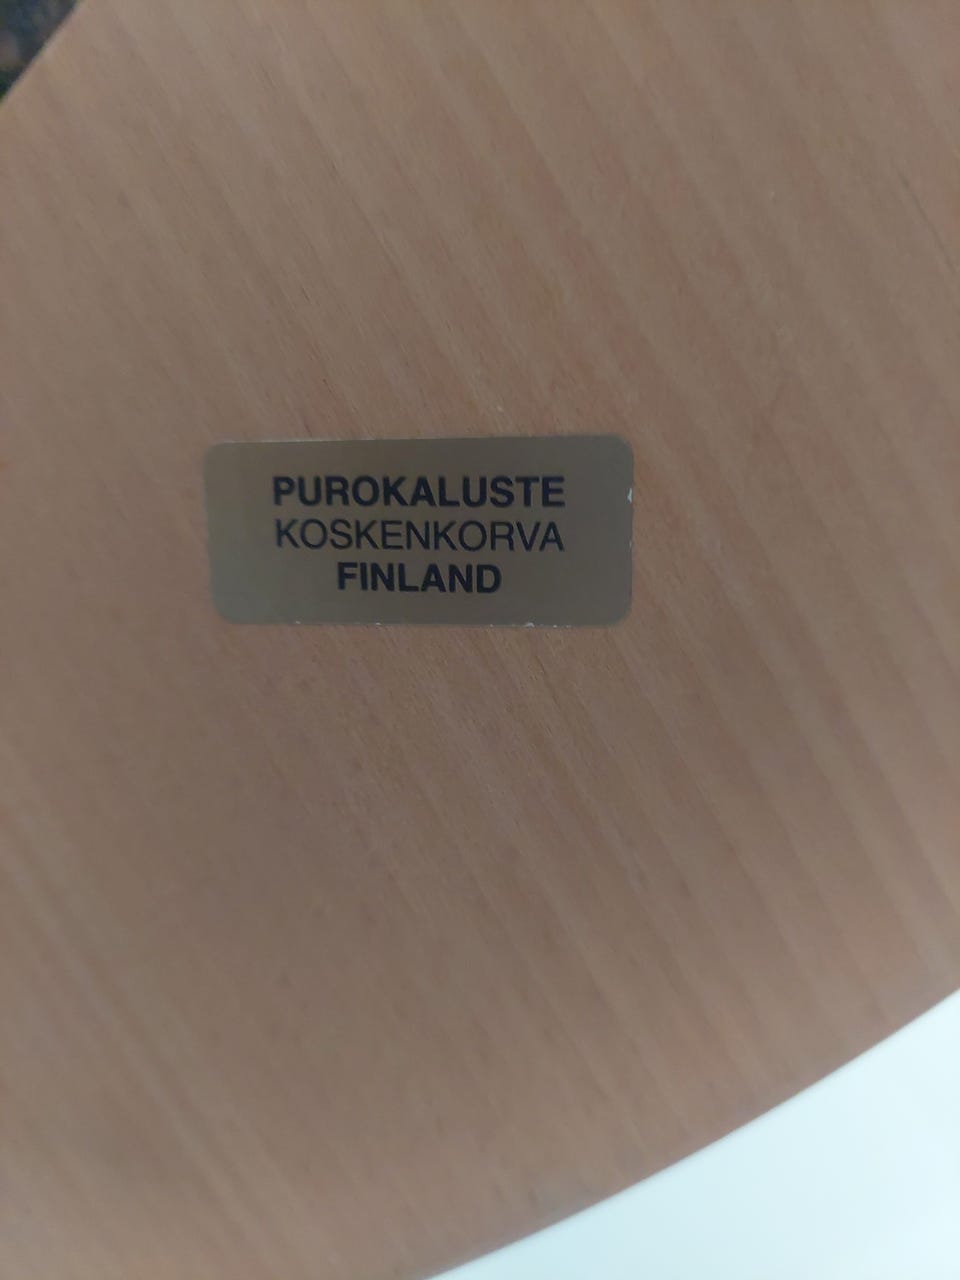 PUROKALUSTE
KOSKENKORVA
FINLAND